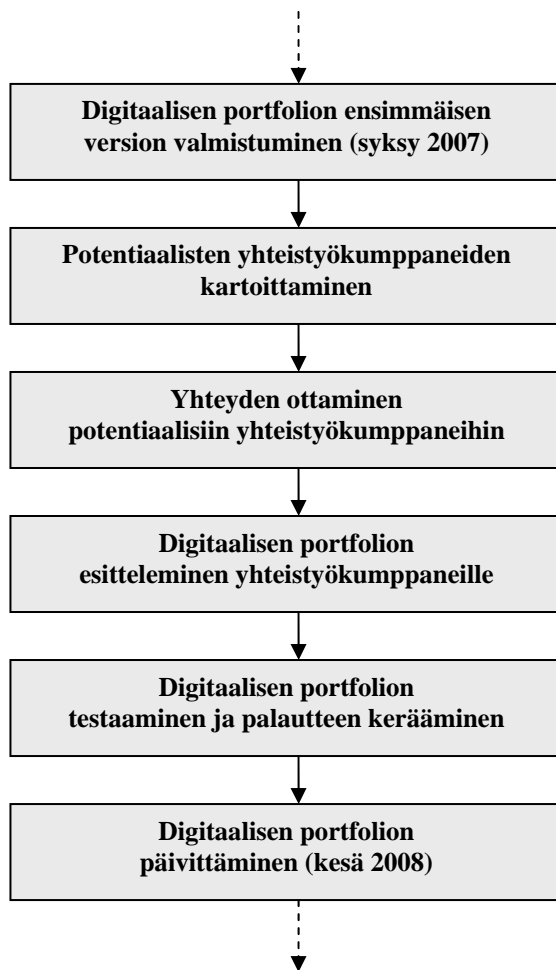 Digitaalisen portfolion ensimmäisen
version valmistuminen (syksy 2007)
Potentiaalisten yhteistyökumppaneiden
kartoittaminen
Yhteyden ottaminen
potentiaalisiin yhteistyökumppaneihin
Digitaalisen portfolion
esitteleminen yhteistyökumppaneille
Digitaalisen portfolion
testaaminen ja palautteen kerääminen
Digitaalisen portfolion
päivittäminen (kesä 2008)